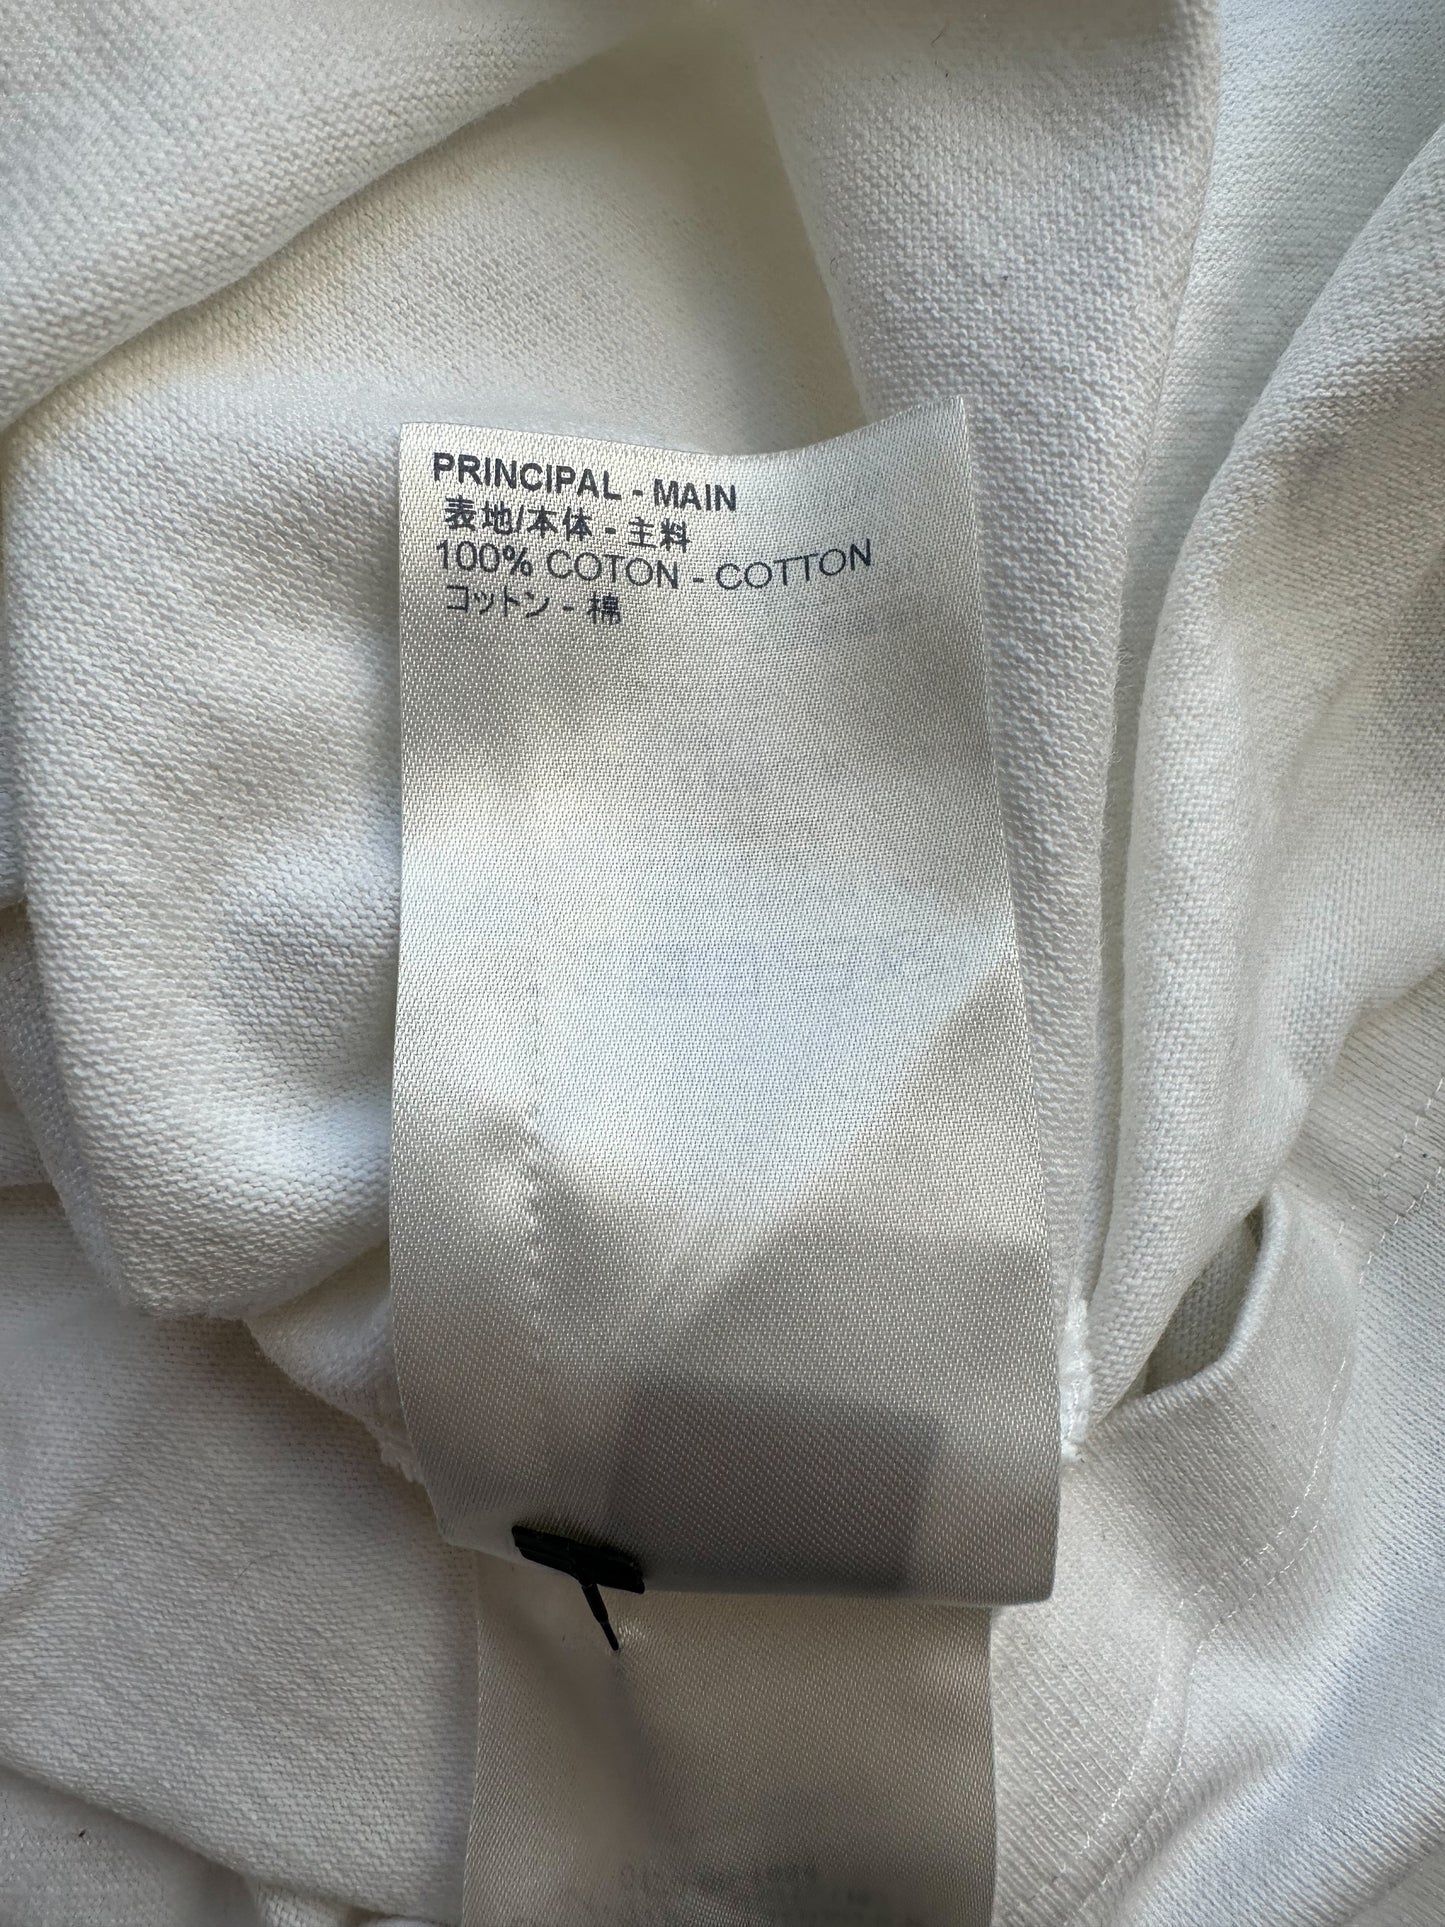 PRINCIPAL - MAIN
表地/本体 - 主料
100% COTON - COTTON
コットン - 棉